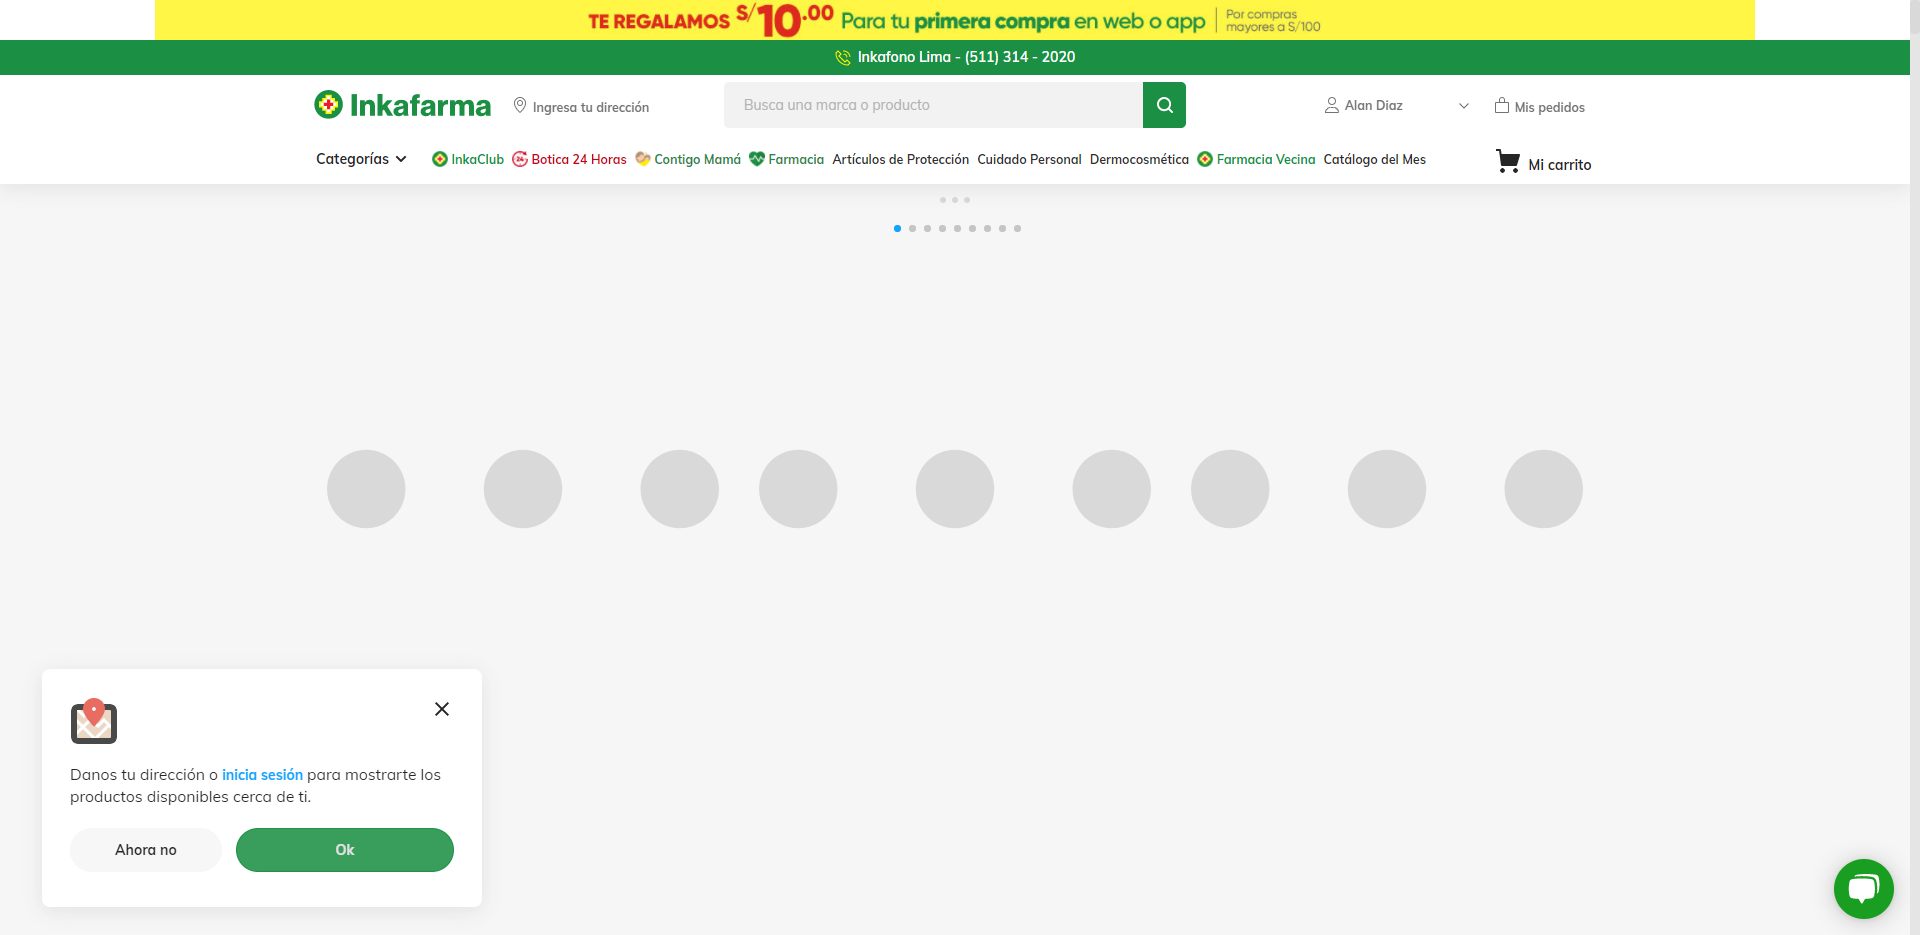 TE REGALAMOS S/10.00 Para tu primera compra en web o app Por compras mayores a S/100
Inkafono Lima - (511) 314 - 2020
Inkafarma
Ingresa tu dirección
Busca una marca o producto
Alan Diaz
Mis pedidos
Categorías
InkaClub
24
Botica 24 Horas
Contigo Mamá
Farmacia
Artículos de Protección
Cuidado Personal
Dermocosmética
Farmacia Vecina
Catálogo del Mes
Mi carrito
Danos tu dirección o inicia sesión para mostrarte los
productos disponibles cerca de ti.
Ahora no
Ok